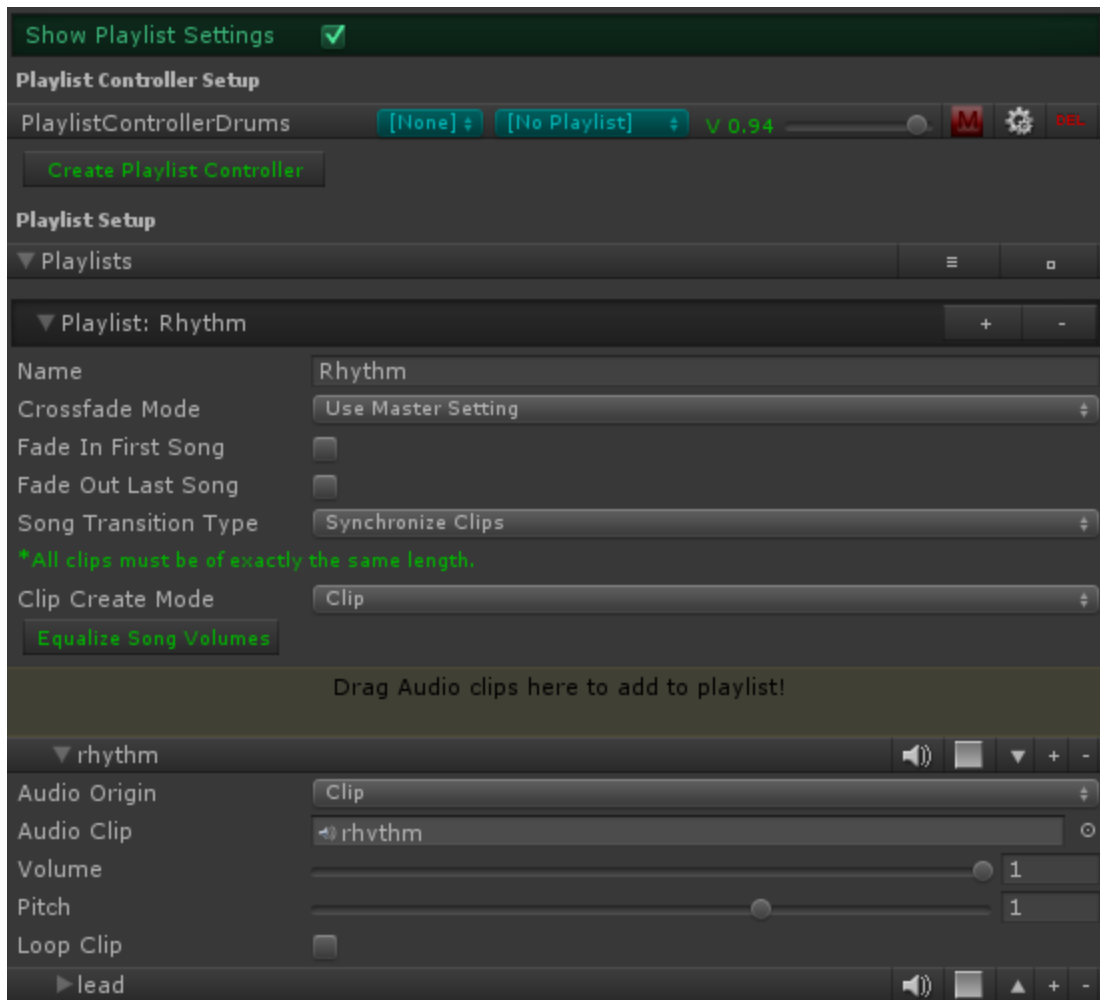 Show Playlist Settings
Playlist Controller Setup
PlaylistControllerDrums [None] [No Playlist] V 0.94 M DEL
Create Playlist Controller
Playlist Setup
Playlists
Playlist: Rhythm + -
Name Rhythm
Crossfade Mode Use Master Setting
Fade In First Song
Fade Out Last Song
Song Transition Type Synchronize Clips
*All clips must be of exactly the same length.
Clip Create Mode Clip
Equalize Song Volumes
Drag Audio clips here to add to playlist!
rhythm + -
Audio Origin Clip
Audio Clip rhythm
Volume 1
Pitch 1
Loop Clip
lead + -